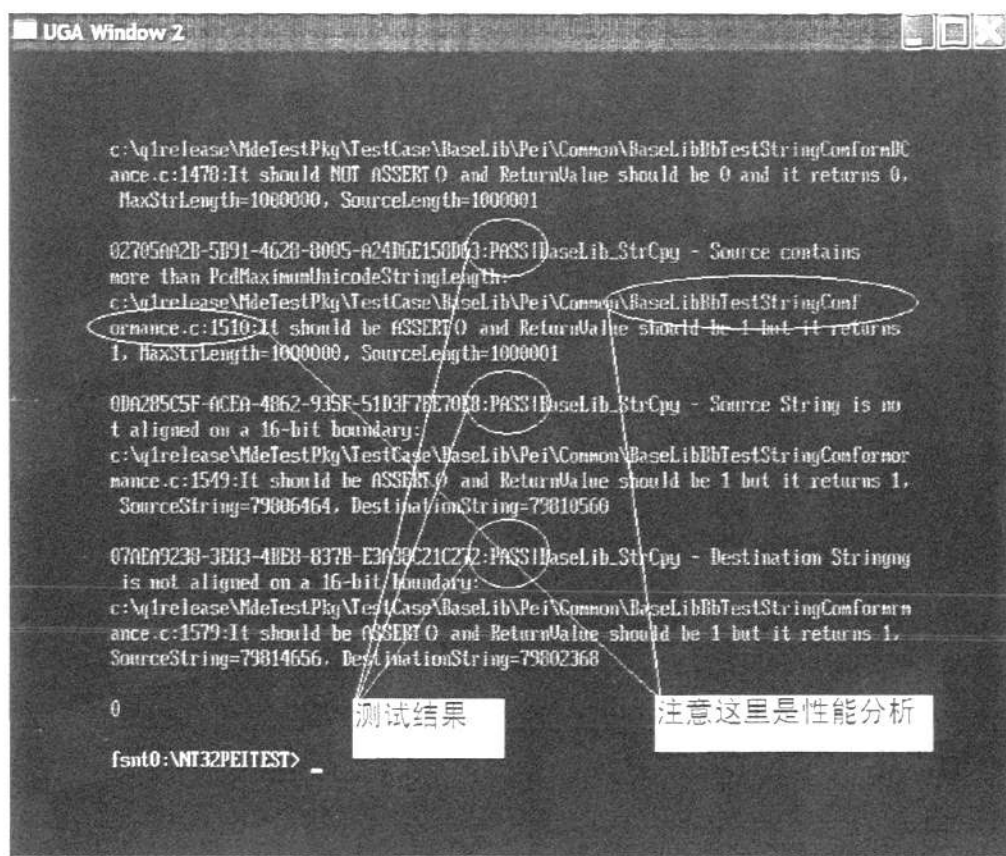 UGA Window 2
c:\q1release\MdeTestPkg\TestCase\BaseLib\Pei\Common\BaseLibBbTestStringComformDC
ance.c:1478:It should NOT ASSERT() and ReturnValue should be 0 and it returns 0,
MaxStrLength=1000000, SourceLength=1000001
02705AA2B-5B91-4628-8005-A24D6E158D63:PASS|BaseLib_StrCpy - Source contains
more than PcdMaximumUnicodeStringLength:
c:\q1release\MdeTestPkg\TestCase\BaseLib\Pei\Common\BaseLibBbTestStringComf
ormance.c:1510:It should be ASSERT() and ReturnValue should be 1 but it returns
1, MaxStrLength=1000000, SourceLength=1000001
0DA285C5F-ACEA-4862-935F-51D3F7BE70E8:PASS|BaseLib_StrCpy - Source String is no
t aligned on a 16-bit boundary:
c:\q1release\MdeTestPkg\TestCase\BaseLib\Pei\Common\BaseLibBbTestStringComformor
mance.c:1549:It should be ASSERT() and ReturnValue should be 1 but it returns 1,
SourceString=79806464, DestinationString=79810560
07AEA9238-3E83-4BE8-837B-E3A38C21C272:PASS|BaseLib_StrCpy - Destination Stringng
is not aligned on a 16-bit boundary:
c:\q1release\MdeTestPkg\TestCase\BaseLib\Pei\Common\BaseLibBbTestStringComformrm
ance.c:1579:It should be ASSERT() and ReturnValue should be 1 but it returns 1,
SourceString=79814656, DestinationString=79802368
0
测试结果
注意这里是性能分析
fsnt0:\NT32PEITEST> _